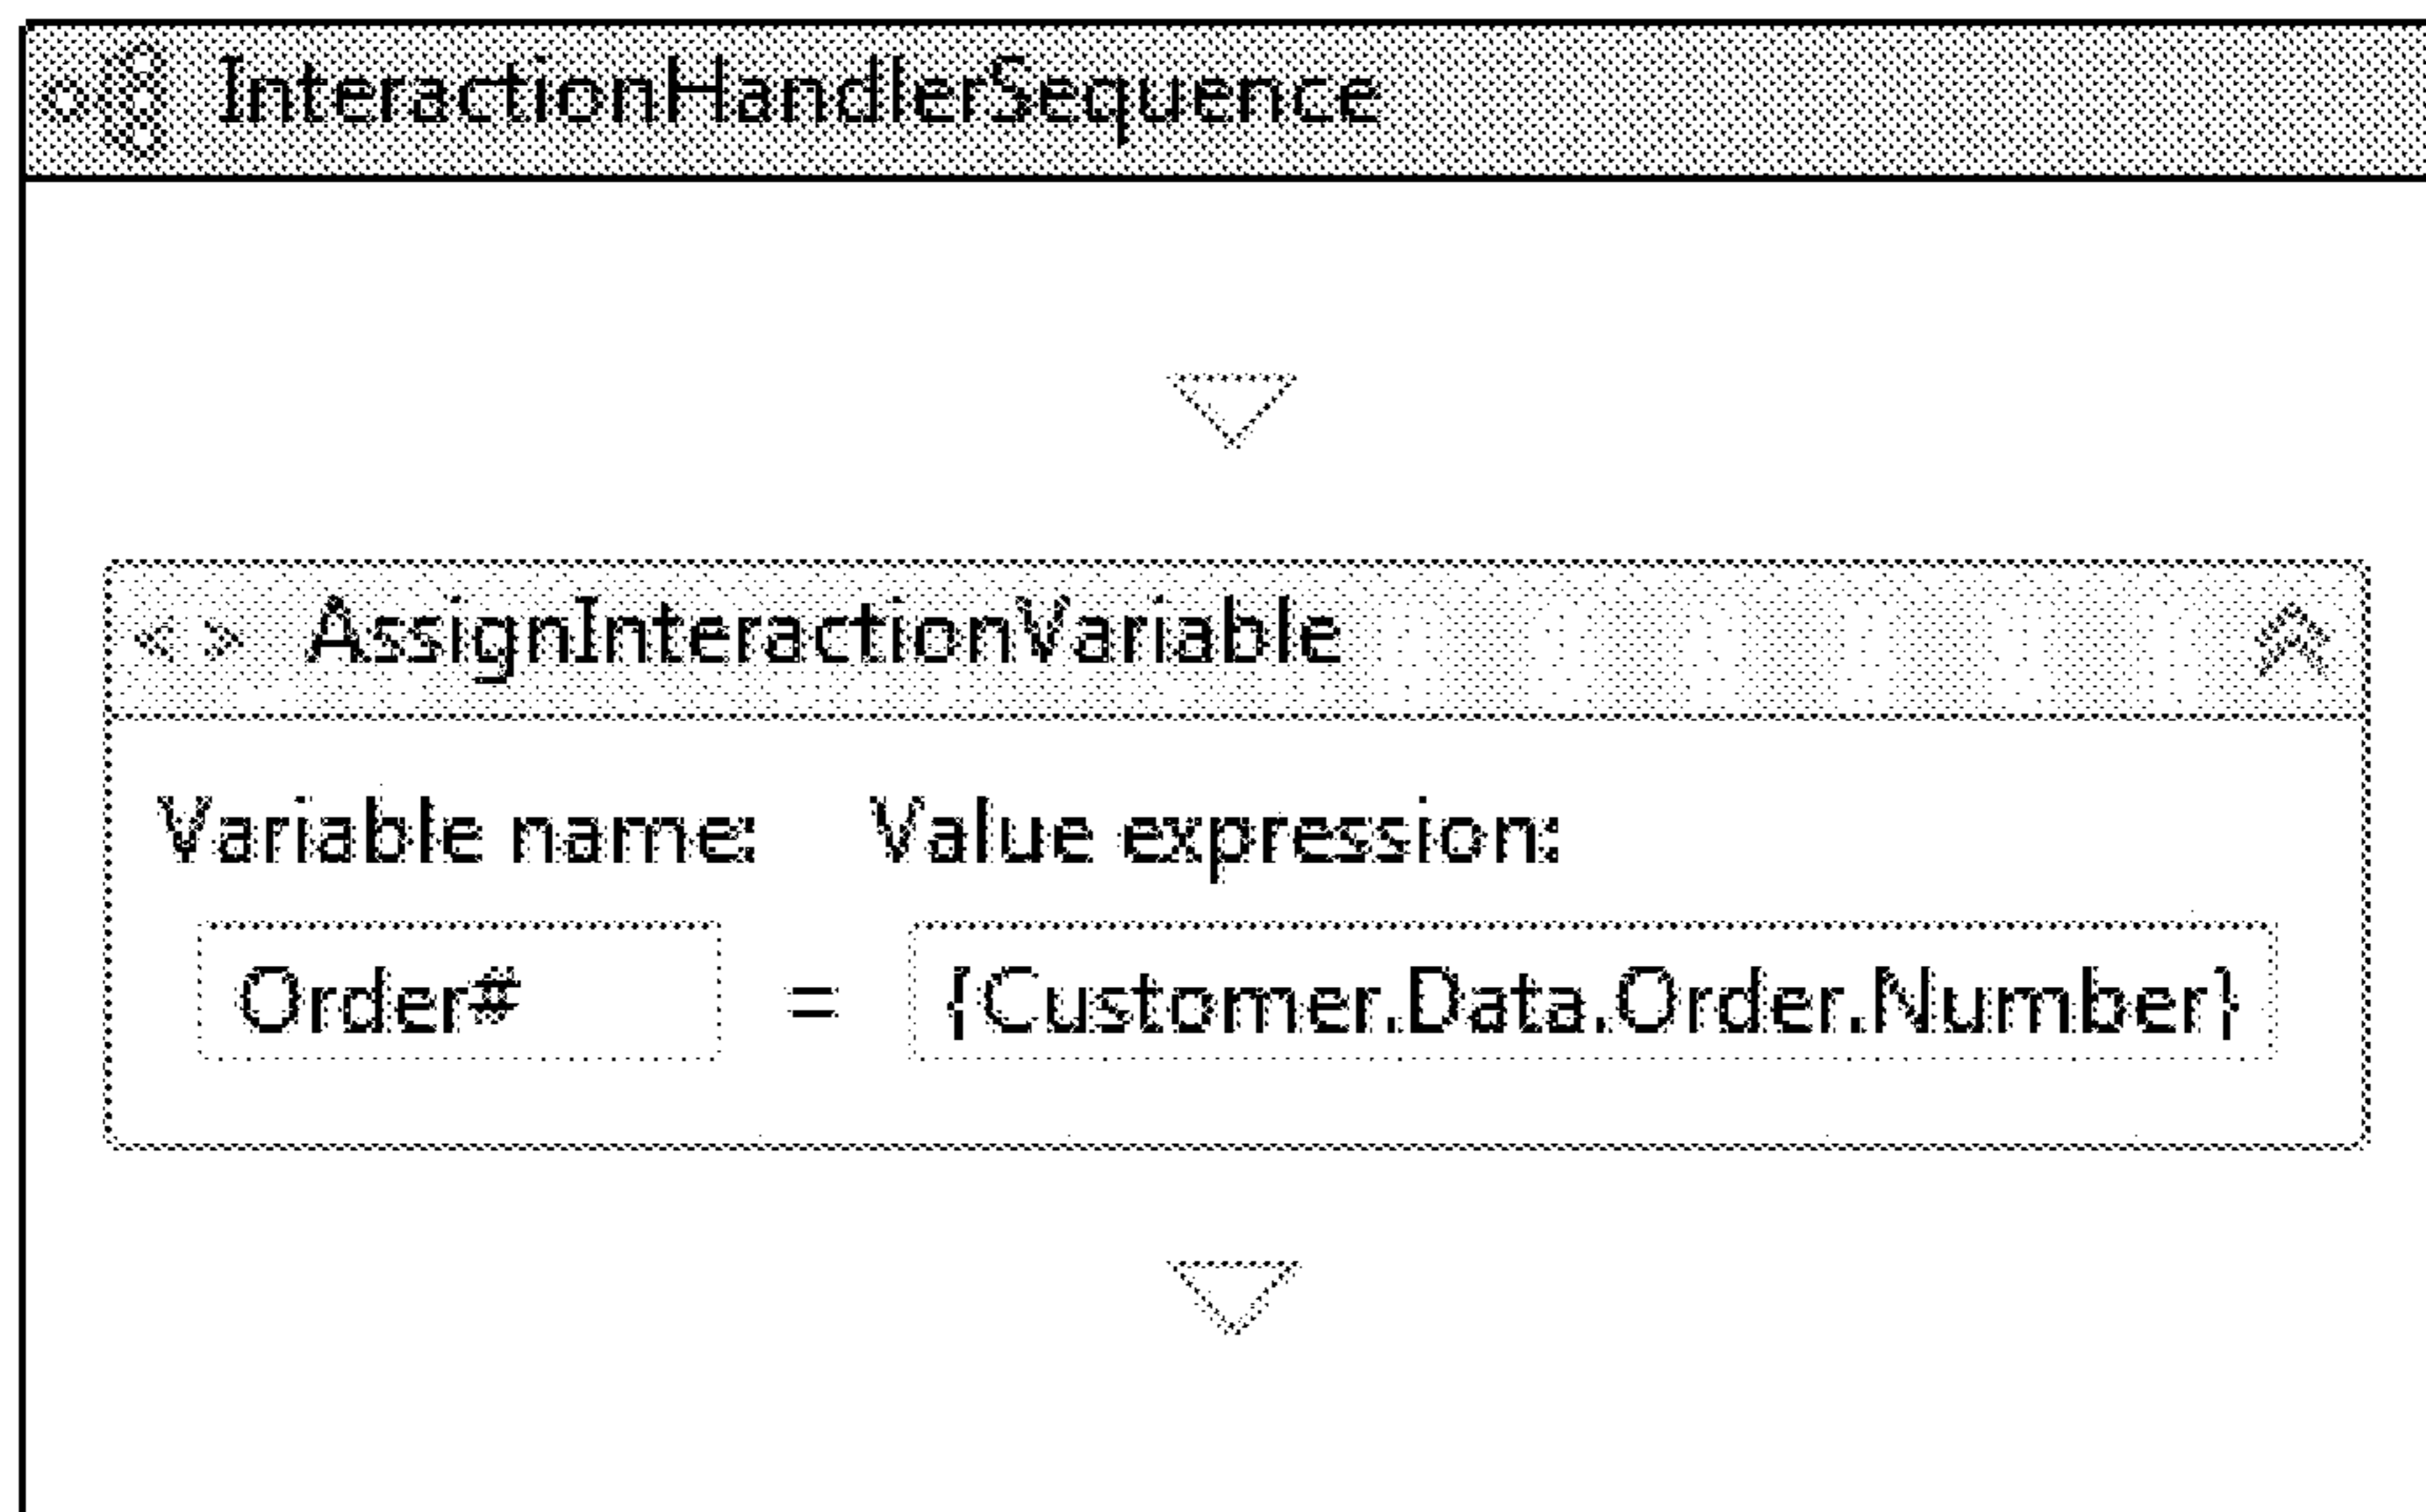 InteractionHandlerSequence
< > AssignInteractionVariable
Variable name: Value expression:
Order# = {Customer.Data.Order.Number}